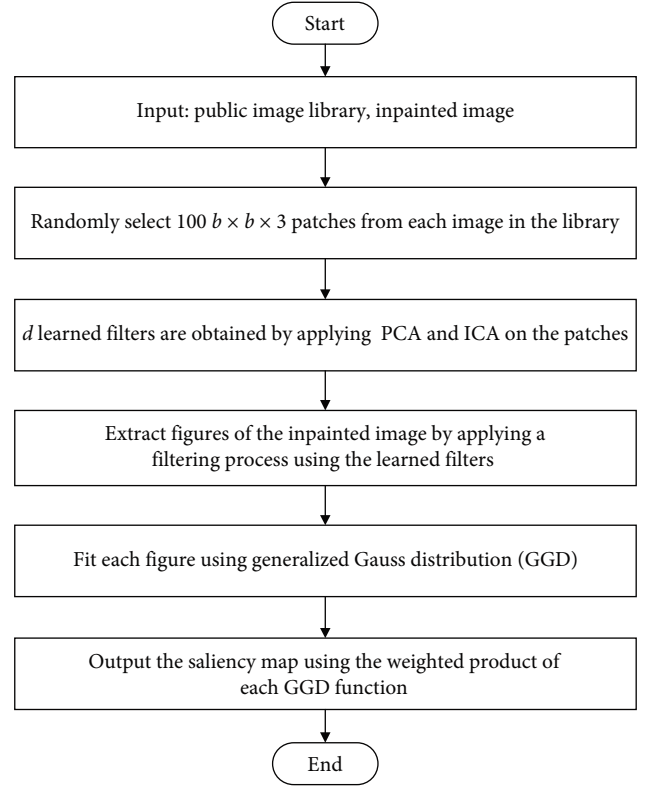 Start
Input: public image library, inpainted image
Randomly select 100 b × b × 3 patches from each image in the library
d learned filters are obtained by applying PCA and ICA on the patches
Extract figures of the inpainted image by applying a
filtering process using the learned filters
Fit each figure using generalized Gauss distribution (GGD)
Output the saliency map using the weighted product of
each GGD function
End